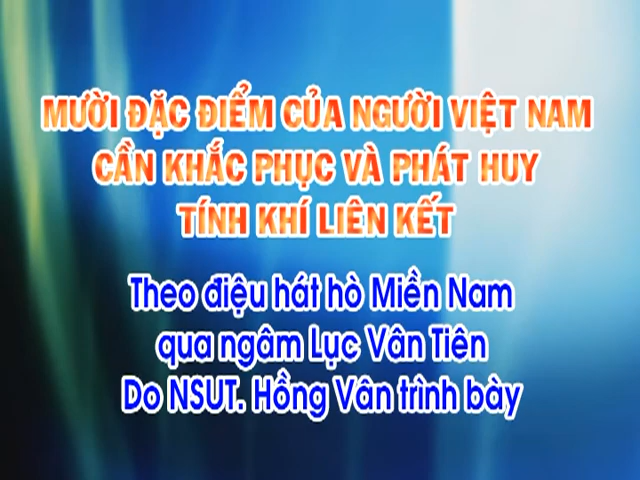 MƯỜI ĐẶC ĐIỂM CỦA NGƯỜI VIỆT NAM
CẦN KHẮC PHỤC VÀ PHÁT HUY
TÍNH KHÍ LIÊN KẾT
Theo điệu hát hò Miền Nam
qua ngâm Lục Vân Tiên
Do NSUT. Hồng Vân trình bày